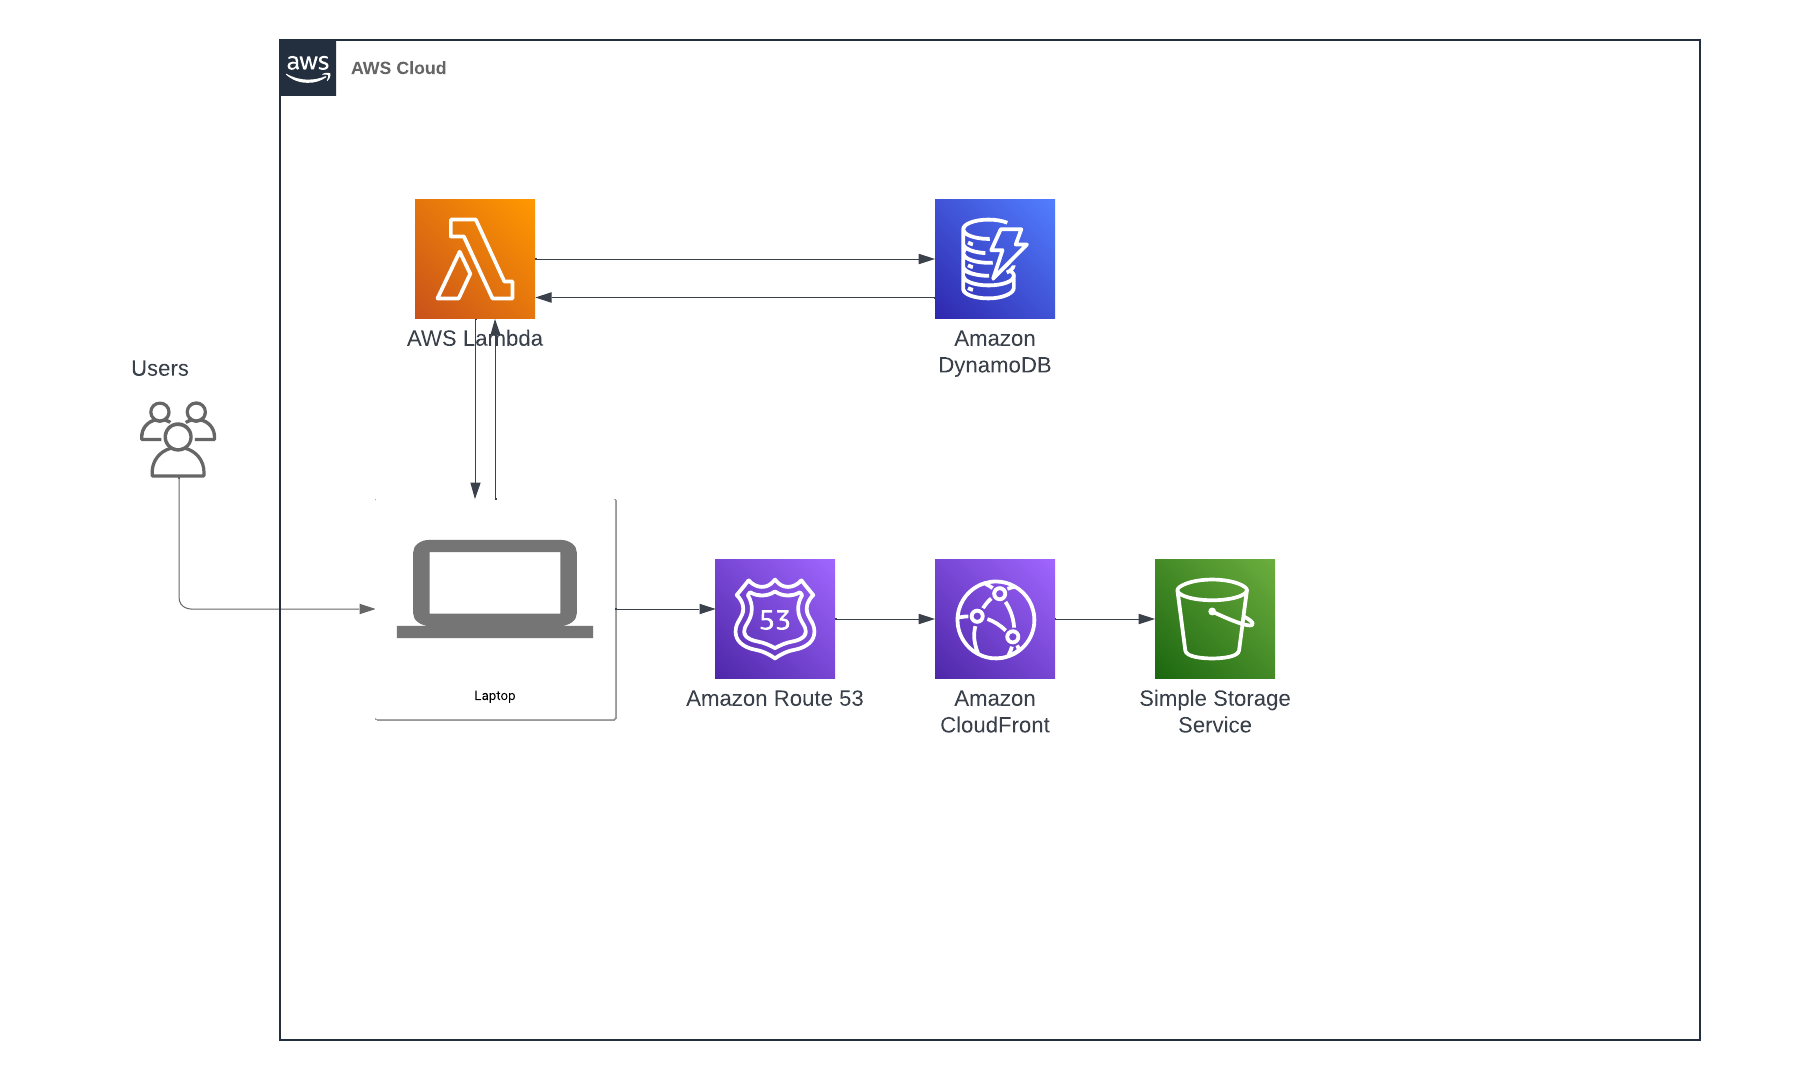 aws
AWS Cloud
AWS Lambda
Amazon
DynamoDB
Users
53
Laptop
Amazon Route 53
Amazon
CloudFront
Simple Storage
Service